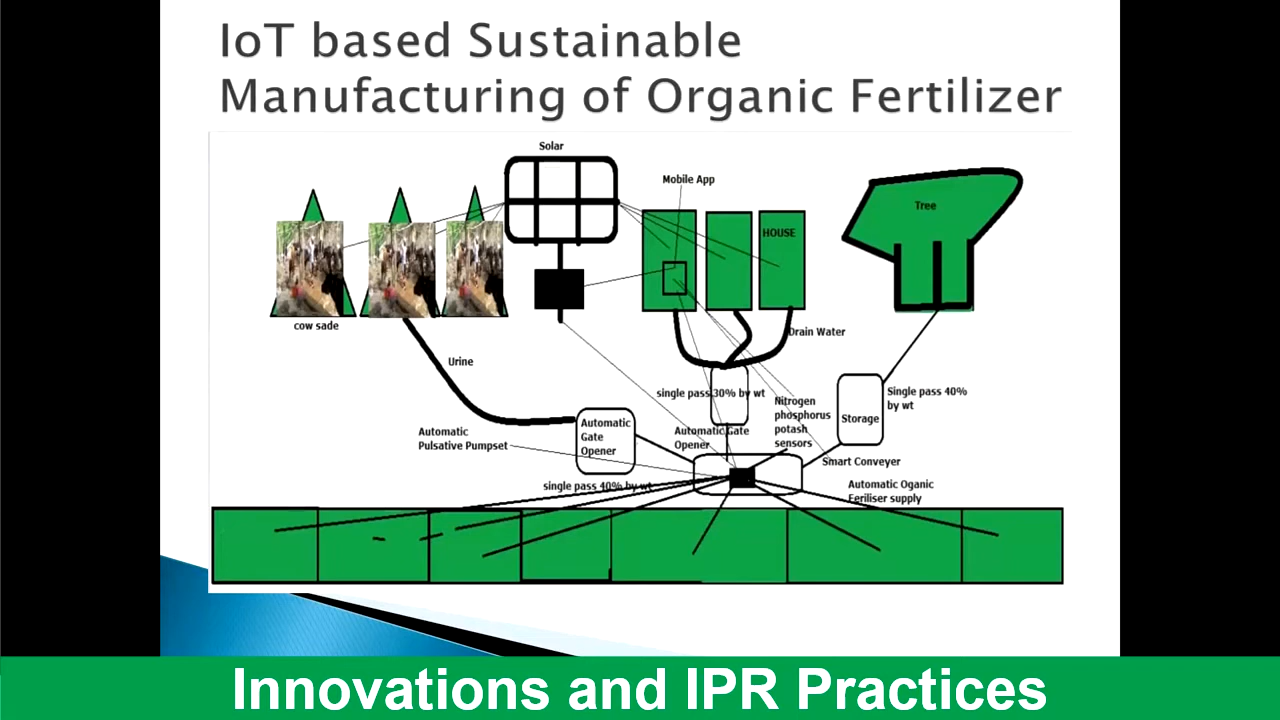 IoT based Sustainable
Manufacturing of Organic Fertilizer
Solar
Mobile App
HOUSE
Tree
cow sade
Drain Water
Urine
single pass 30% by wt
Nitrogen
phosphorus
potash
sensors
Single pass 40%
by wt
Storage
Automatic
Gate
Opener
Automatic
Pulsative Pumpset
Automatic Gate
Opener
Smart Conveyer
single pass 40% by wt
Automatic Oganic
Feriliser supply
Innovations and IPR Practices